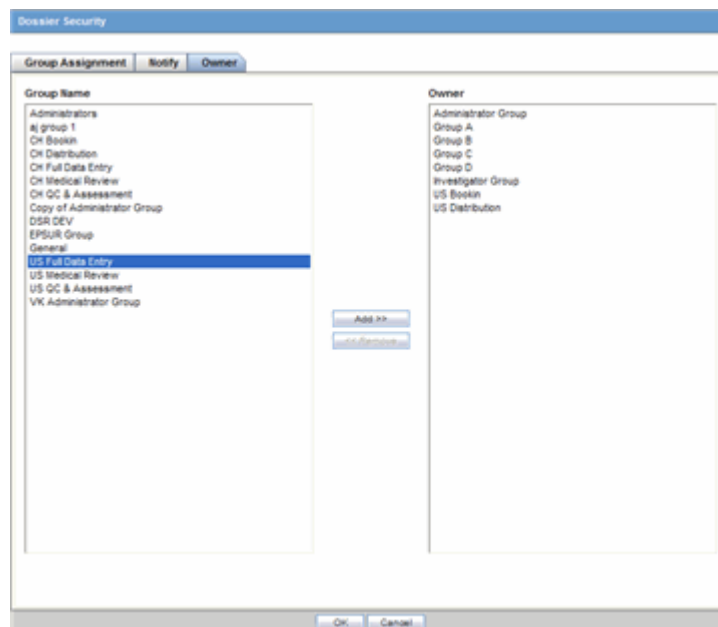 Dossier Security
Group Assignment
Notify
Owner
Group Name
Administrators
aj group 1
CH Bookin
CH Distribution
CH Full Data Entry
CH Medical Review
CH QC & Assessment
Copy of Administrator Group
DSR DEV
EPSUR Group
General
US Full Data Entry
US Medical Review
US QC & Assessment
VK Administrator Group
Add >>
<< Remove
Owner
Administrator Group
Group A
Group B
Group C
Group D
Investigator Group
US Bookin
US Distribution
OK
Cancel